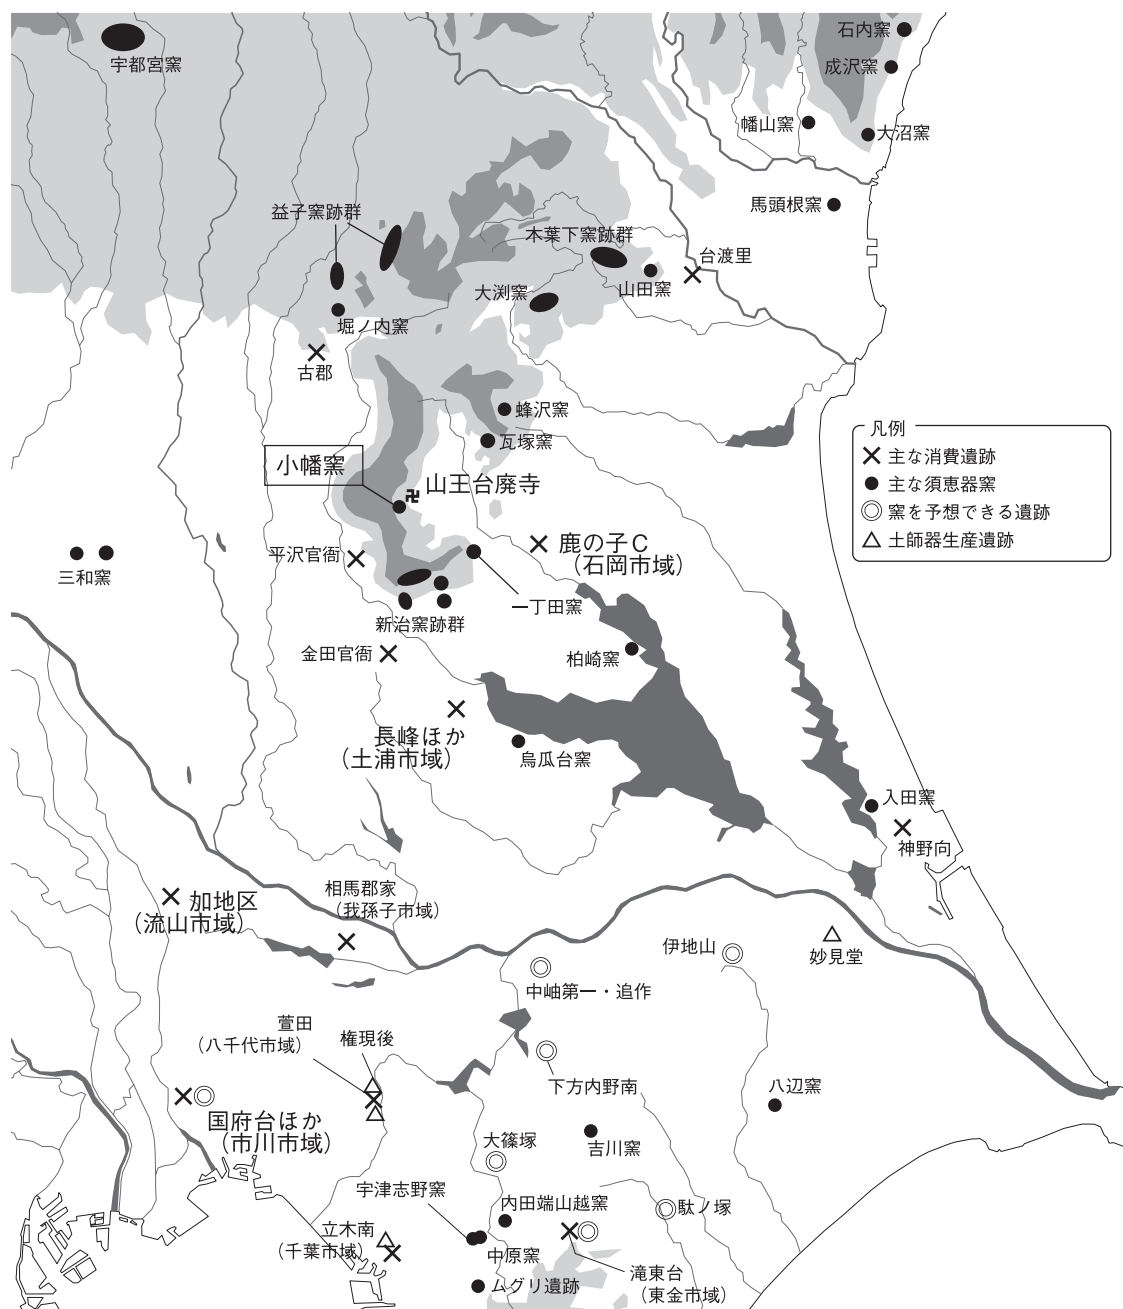 石内窯
宇都宮窯
成沢窯
幡山窯
大沼窯
馬頭根窯
益子窯跡群
木葉下窯跡群
台渡里
山田窯
大渕窯
堀ノ内窯
古郡
蜂沢窯
瓦塚窯
小幡窯
卍
山王台廃寺
凡例
主な消費遺跡
主な須恵器窯
窯を予想できる遺跡
土師器生産遺跡
鹿の子C
(石岡市域)
平沢官衙
三和窯
一丁田窯
新治窯跡群
金田官衙
柏崎窯
長峰ほか
(土浦市域)
烏瓜台窯
入田窯
神野向
相馬郡家
(我孫子市域)
加地区
(流山市域)
伊地山
妙見堂
中岫第一・追作
萱田
(八千代市域)
権現後
下方内野南
八辺窯
国府台ほか
(市川市域)
大篠塚
吉川窯
宇津志野窯
内田端山越窯
駄ノ塚
立木南
(千葉市域)
中原窯
滝東台
(東金市域)
ムグリ遺跡